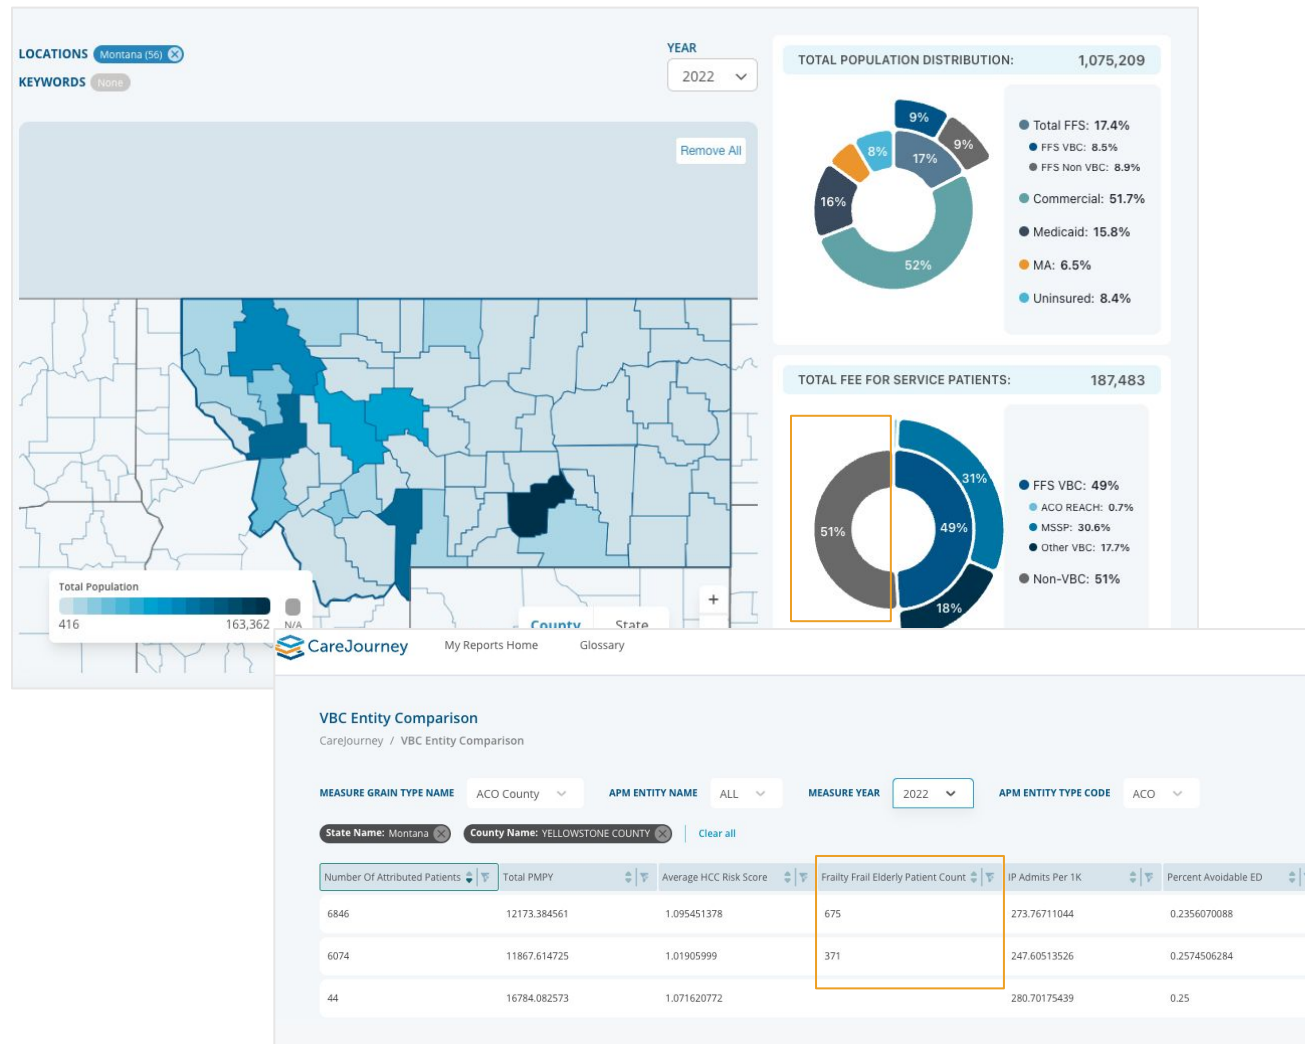 LOCATIONS Montana (56)
KEYWORDS None
YEAR
2022
Remove All
Total Population
416 163,362 N/A
+
County State
TOTAL POPULATION DISTRIBUTION: 1,075,209
9%
9%
8%
17%
16%
52%
Total FFS: 17.4%
FFS VBC: 8.5%
FFS Non VBC: 8.9%
Commercial: 51.7%
Medicaid: 15.8%
MA: 6.5%
Uninsured: 8.4%
TOTAL FEE FOR SERVICE PATIENTS: 187,483
31%
51%
49%
18%
FFS VBC: 49%
ACO REACH: 0.7%
MSSP: 30.6%
Other VBC: 17.7%
Non-VBC: 51%
CareJourney My Reports Home Glossary
VBC Entity Comparison
CareJourney / VBC Entity Comparison
MEASURE GRAIN TYPE NAME ACO County APM ENTITY NAME ALL MEASURE YEAR 2022 APM ENTITY TYPE CODE ACO
State Name: Montana County Name: YELLOWSTONE COUNTY Clear all
Number Of Attributed Patients Total PMPY Average HCC Risk Score Frailty Frail Elderly Patient Count IP Admits Per 1K Percent Avoidable ED
6846 12173.384561 1.095451378 675 273.76711044 0.2356070088
6074 11867.614725 1.01905999 371 247.60513526 0.2574506284
44 16784.082573 1.071620772 280.70175439 0.25